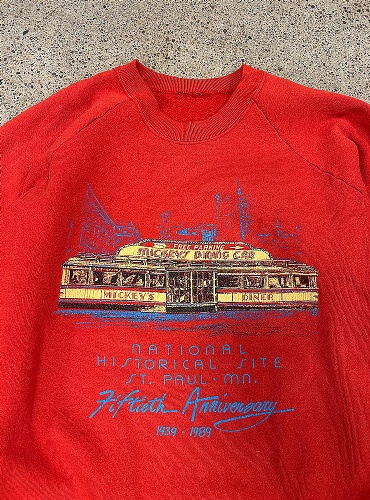 FREE PARKING
MICKEY'S DINING CAR
MICKEY'S DINER
NATIONAL
HISTORICAL SITE
ST. PAUL · MN.
Fiftieth Anniversary
1939 - 1989